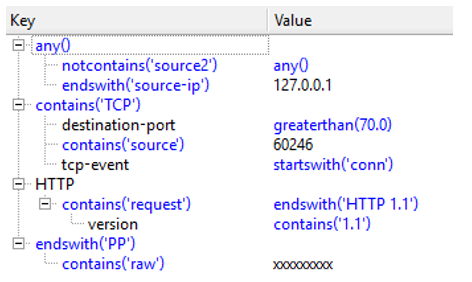 Key Value
any()
notcontains('source2') any()
endswith('source-ip') 127.0.0.1
contains('TCP')
destination-port greaterthan(70.0)
contains('source') 60246
tcp-event startswith('conn')
HTTP
contains('request') endswith('HTTP 1.1')
version contains('1.1')
endswith('PP')
contains('raw') xxxxxxxxx